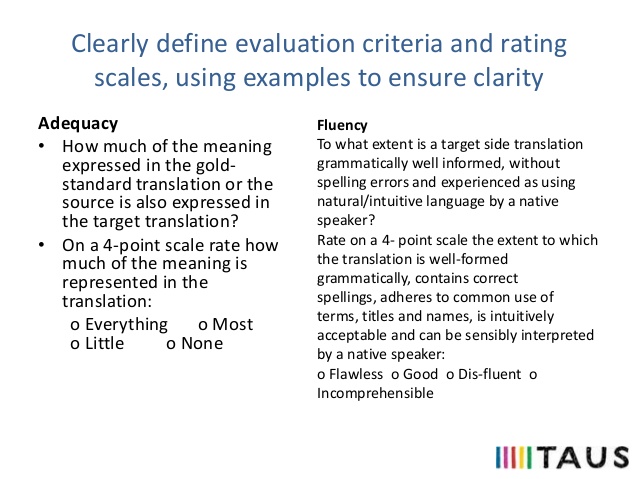 Clearly define evaluation criteria and rating
scales, using examples to ensure clarity
Adequacy
• How much of the meaning
expressed in the gold-
standard translation or the
source is also expressed in
the target translation?
• On a 4-point scale rate how
much of the meaning is
represented in the
translation:
o Everything o Most
o Little o None
Fluency
To what extent is a target side translation
grammatically well informed, without
spelling errors and experienced as using
natural/intuitive language by a native
speaker?
Rate on a 4- point scale the extent to which
the translation is well-formed
grammatically, contains correct
spellings, adheres to common use of
terms, titles and names, is intuitively
acceptable and can be sensibly interpreted
by a native speaker:
o Flawless o Good o Dis-fluent o
Incomprehensible
TAUS